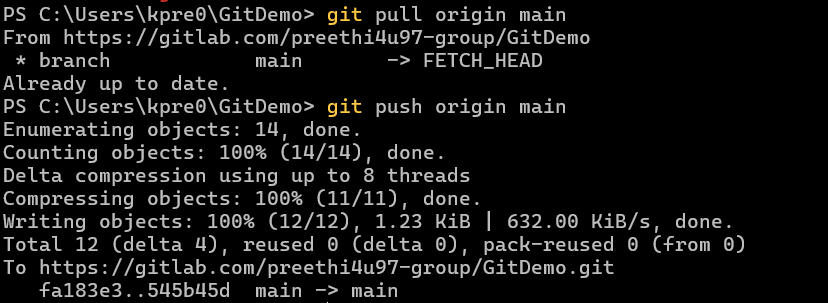 PS C:\Users\kpre0\GitDemo> git pull origin main
From https://gitlab.com/preethi4u97-group/GitDemo
 * branch            main       -> FETCH_HEAD
Already up to date.
PS C:\Users\kpre0\GitDemo> git push origin main
Enumerating objects: 14, done.
Counting objects: 100% (14/14), done.
Delta compression using up to 8 threads
Compressing objects: 100% (11/11), done.
Writing objects: 100% (12/12), 1.23 KiB | 632.00 KiB/s, done.
Total 12 (delta 4), reused 0 (delta 0), pack-reused 0 (from 0)
To https://gitlab.com/preethi4u97-group/GitDemo.git
   fa183e3..545b45d  main -> main